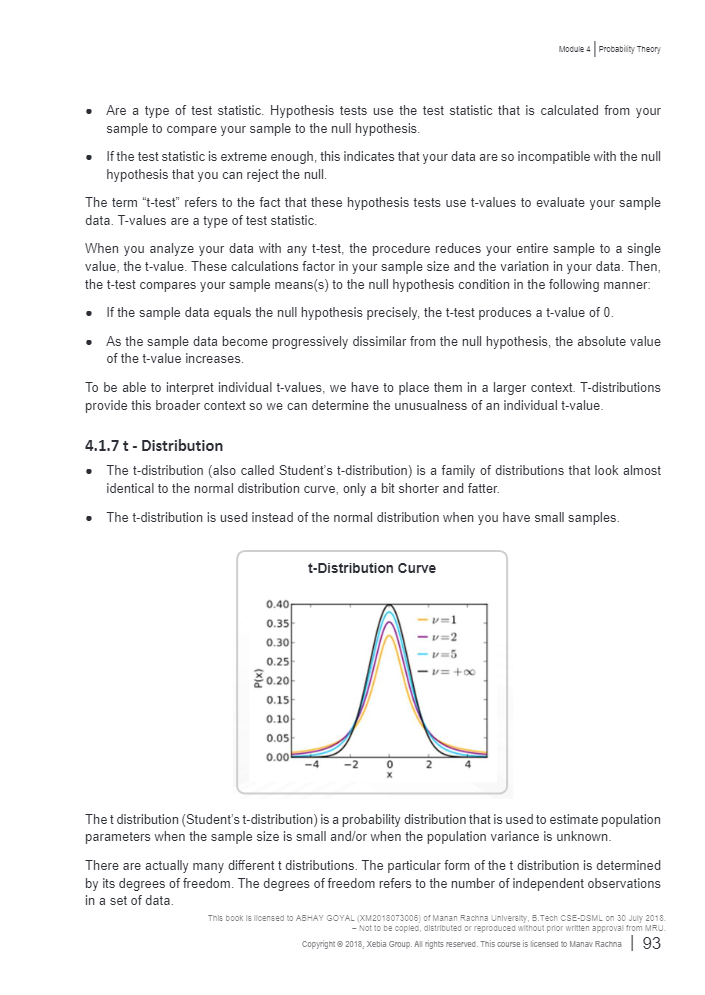 Module 4 | Probability Theory
● Are a type of test statistic. Hypothesis tests use the test statistic that is calculated from your
sample to compare your sample to the null hypothesis.
● If the test statistic is extreme enough, this indicates that your data are so incompatible with the null
hypothesis that you can reject the null.
The term “t-test” refers to the fact that these hypothesis tests use t-values to evaluate your sample
data. T-values are a type of test statistic.
When you analyze your data with any t-test, the procedure reduces your entire sample to a single
value, the t-value. These calculations factor in your sample size and the variation in your data. Then,
the t-test compares your sample means(s) to the null hypothesis condition in the following manner:
● If the sample data equals the null hypothesis precisely, the t-test produces a t-value of 0.
● As the sample data become progressively dissimilar from the null hypothesis, the absolute value
of the t-value increases.
To be able to interpret individual t-values, we have to place them in a larger context. T-distributions
provide this broader context so we can determine the unusualness of an individual t-value.
4.1.7 t - Distribution
● The t-distribution (also called Student’s t-distribution) is a family of distributions that look almost
identical to the normal distribution curve, only a bit shorter and fatter.
● The t-distribution is used instead of the normal distribution when you have small samples.
t-Distribution Curve
0.40
0.35
0.30
0.25
0.20
0.15
0.10
0.05
0.00
P(x)
ν=1
ν=2
ν=5
ν=+∞
−4 −2 0 2 4
x
The t distribution (Student’s t-distribution) is a probability distribution that is used to estimate population
parameters when the sample size is small and/or when the population variance is unknown.
There are actually many different t distributions. The particular form of the t distribution is determined
by its degrees of freedom. The degrees of freedom refers to the number of independent observations
in a set of data.
This book is licensed to ABHAY GOYAL (XM2018073006) of Manan Rachna University, B.Tech CSE-DSML on 30 July 2018.
– Not to be copied, distributed or reproduced without prior written approval from MRU.
Copyright © 2018, Xebia Group. All rights reserved. This course is licensed to Manav Rachna | 93